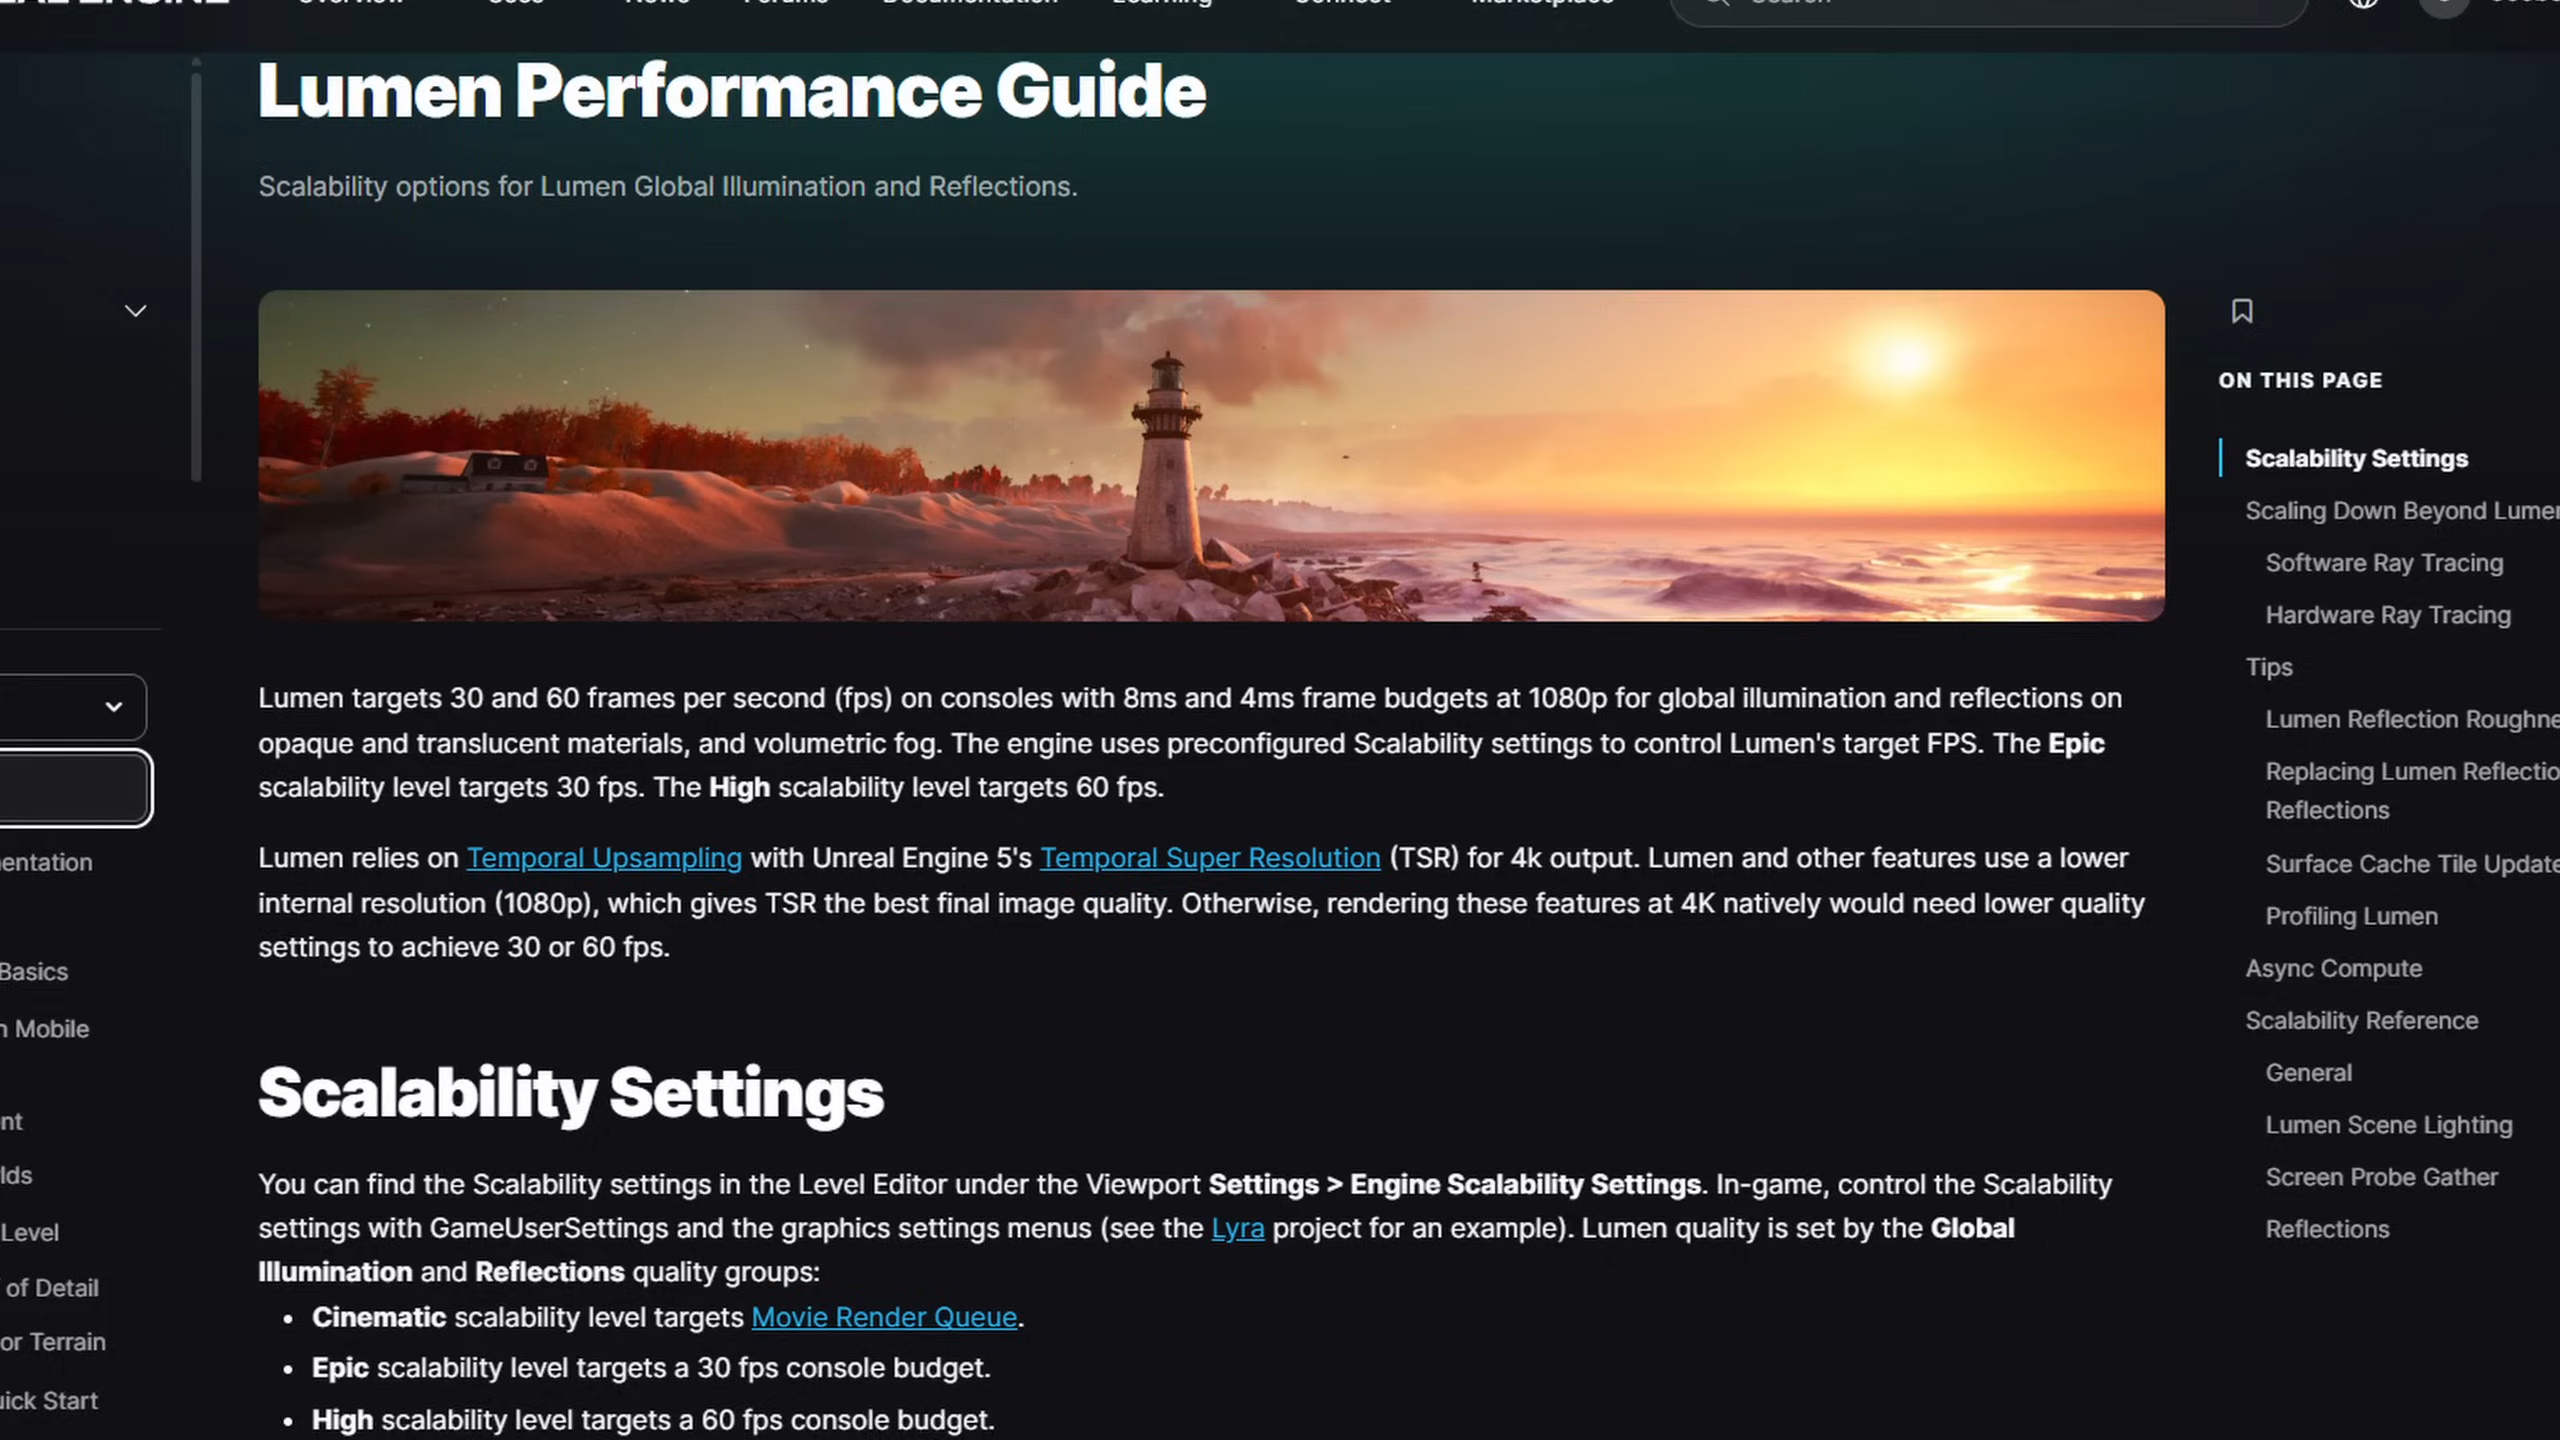 Lumen Performance Guide
Scalability options for Lumen Global Illumination and Reflections.
Lumen targets 30 and 60 frames per second (fps) on consoles with 8ms and 4ms frame budgets at 1080p for global illumination and reflections on
opaque and translucent materials, and volumetric fog. The engine uses preconfigured Scalability settings to control Lumen's target FPS. The Epic
scalability level targets 30 fps. The High scalability level targets 60 fps.
Lumen relies on Temporal Upsampling with Unreal Engine 5's Temporal Super Resolution (TSR) for 4k output. Lumen and other features use a lower
internal resolution (1080p), which gives TSR the best final image quality. Otherwise, rendering these features at 4K natively would need lower quality
settings to achieve 30 or 60 fps.
Scalability Settings
You can find the Scalability settings in the Level Editor under the Viewport Settings > Engine Scalability Settings. In-game, control the Scalability
settings with GameUserSettings and the graphics settings menus (see the Lyra project for an example). Lumen quality is set by the Global
Illumination and Reflections quality groups:
• Cinematic scalability level targets Movie Render Queue.
• Epic scalability level targets a 30 fps console budget.
• High scalability level targets a 60 fps console budget.
Basics
Mobile
Level
of Detail
or Terrain
Start
ON THIS PAGE
Scalability Settings
Scaling Down Beyond Lumen
Software Ray Tracing
Hardware Ray Tracing
Tips
Lumen Reflection
Replacing Lumen
Reflections
Surface Cache Tile
Profiling Lumen
Async Compute
Scalability Reference
General
Lumen Scene Lighting
Screen Probe Gather
Reflections